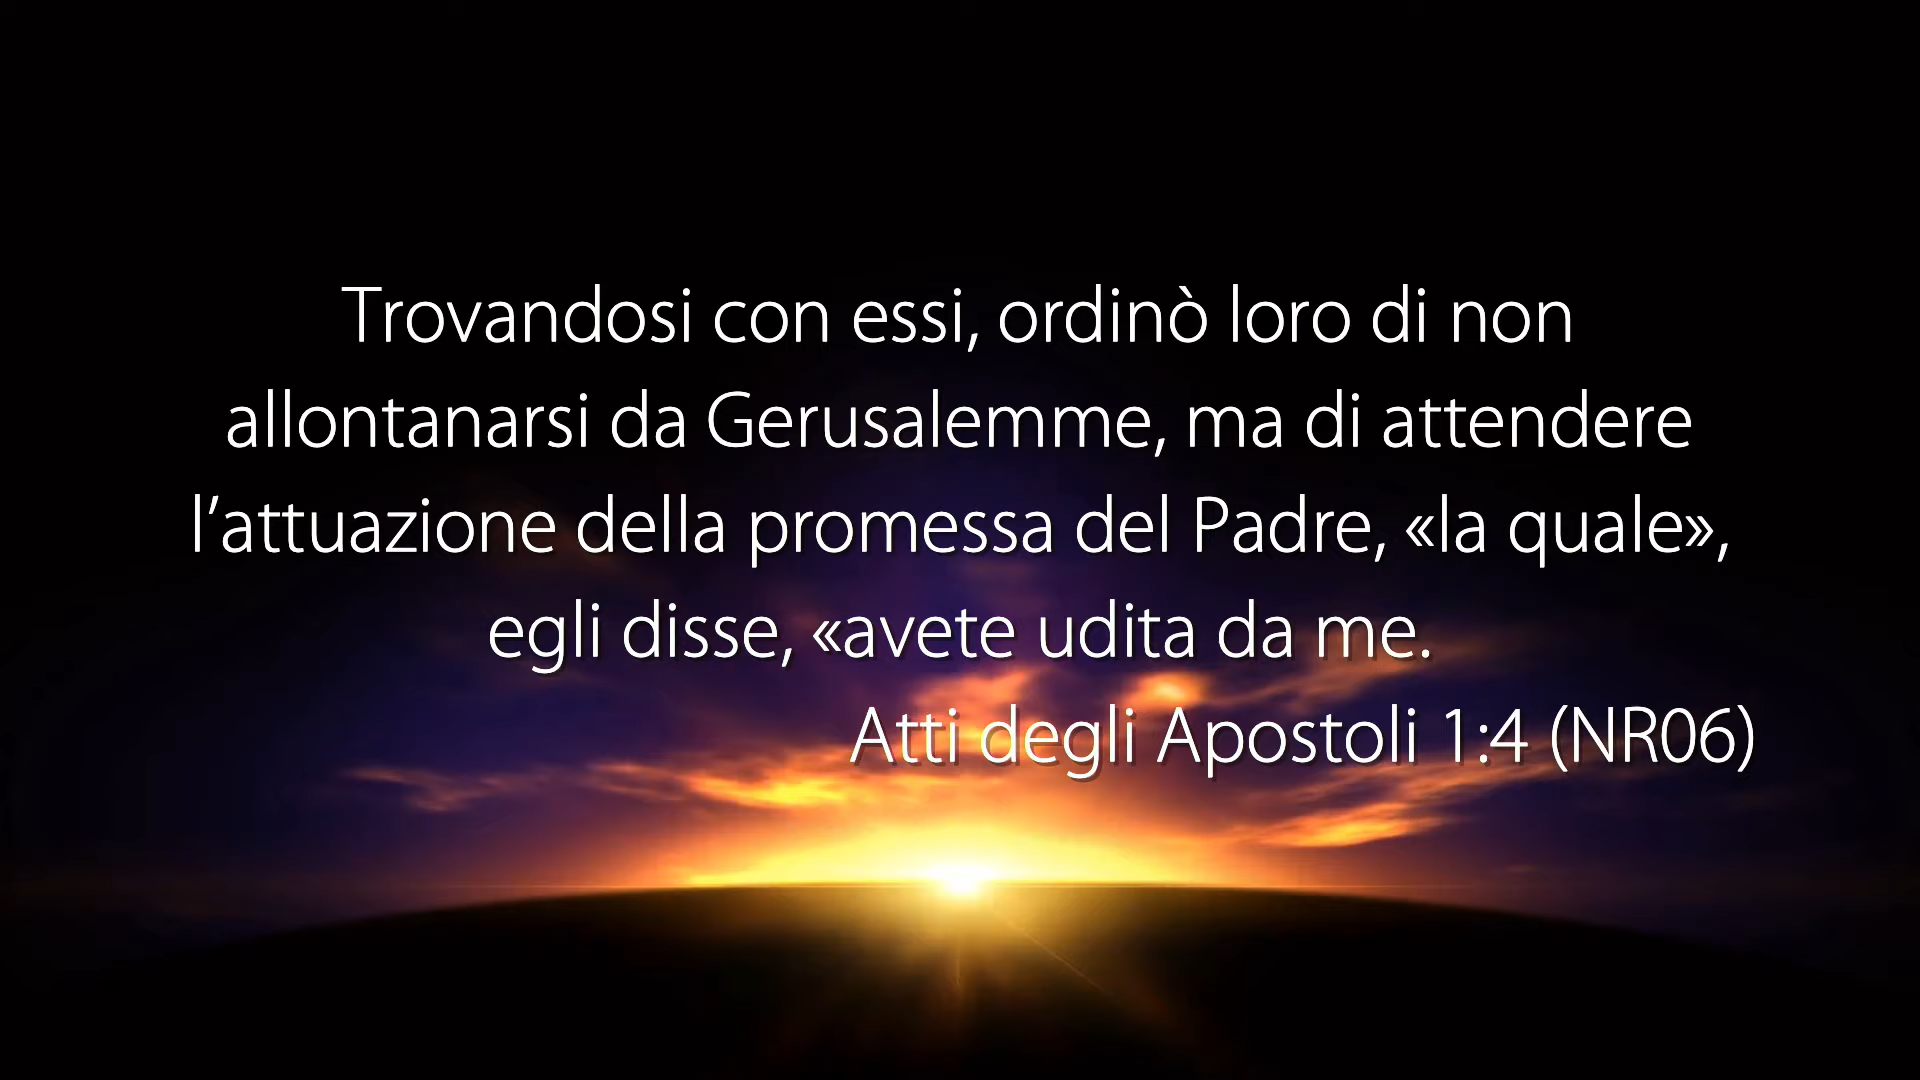 Trovandosi con essi, ordinò loro di non
allontanarsi da Gerusalemme, ma di attendere
l’attuazione della promessa del Padre, «la quale»,
egli disse, «avete udita da me.
Atti degli Apostoli 1:4 (NR06)